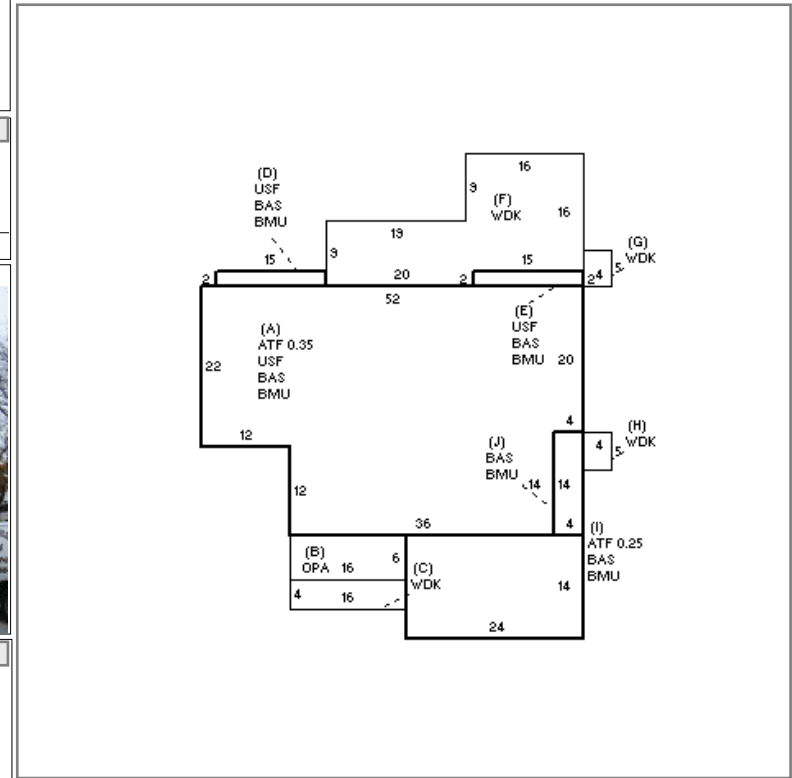 16
(D)
USF
BAS
BMU
9
(F)
WDK
16
19
(G)
WDK
9
15
15
2
20
2
2
4
5
52
(E)
USF
BAS
BMU
(A)
ATF 0.35
USF
BAS
BMU
20
22
4
(H)
WDK
12
(J)
BAS
BMU
4
5
12
14
14
36
4
(I)
ATF 0.25
BAS
BMU
(B)
OPA
16
6
(C)
WDK
4
16
14
24